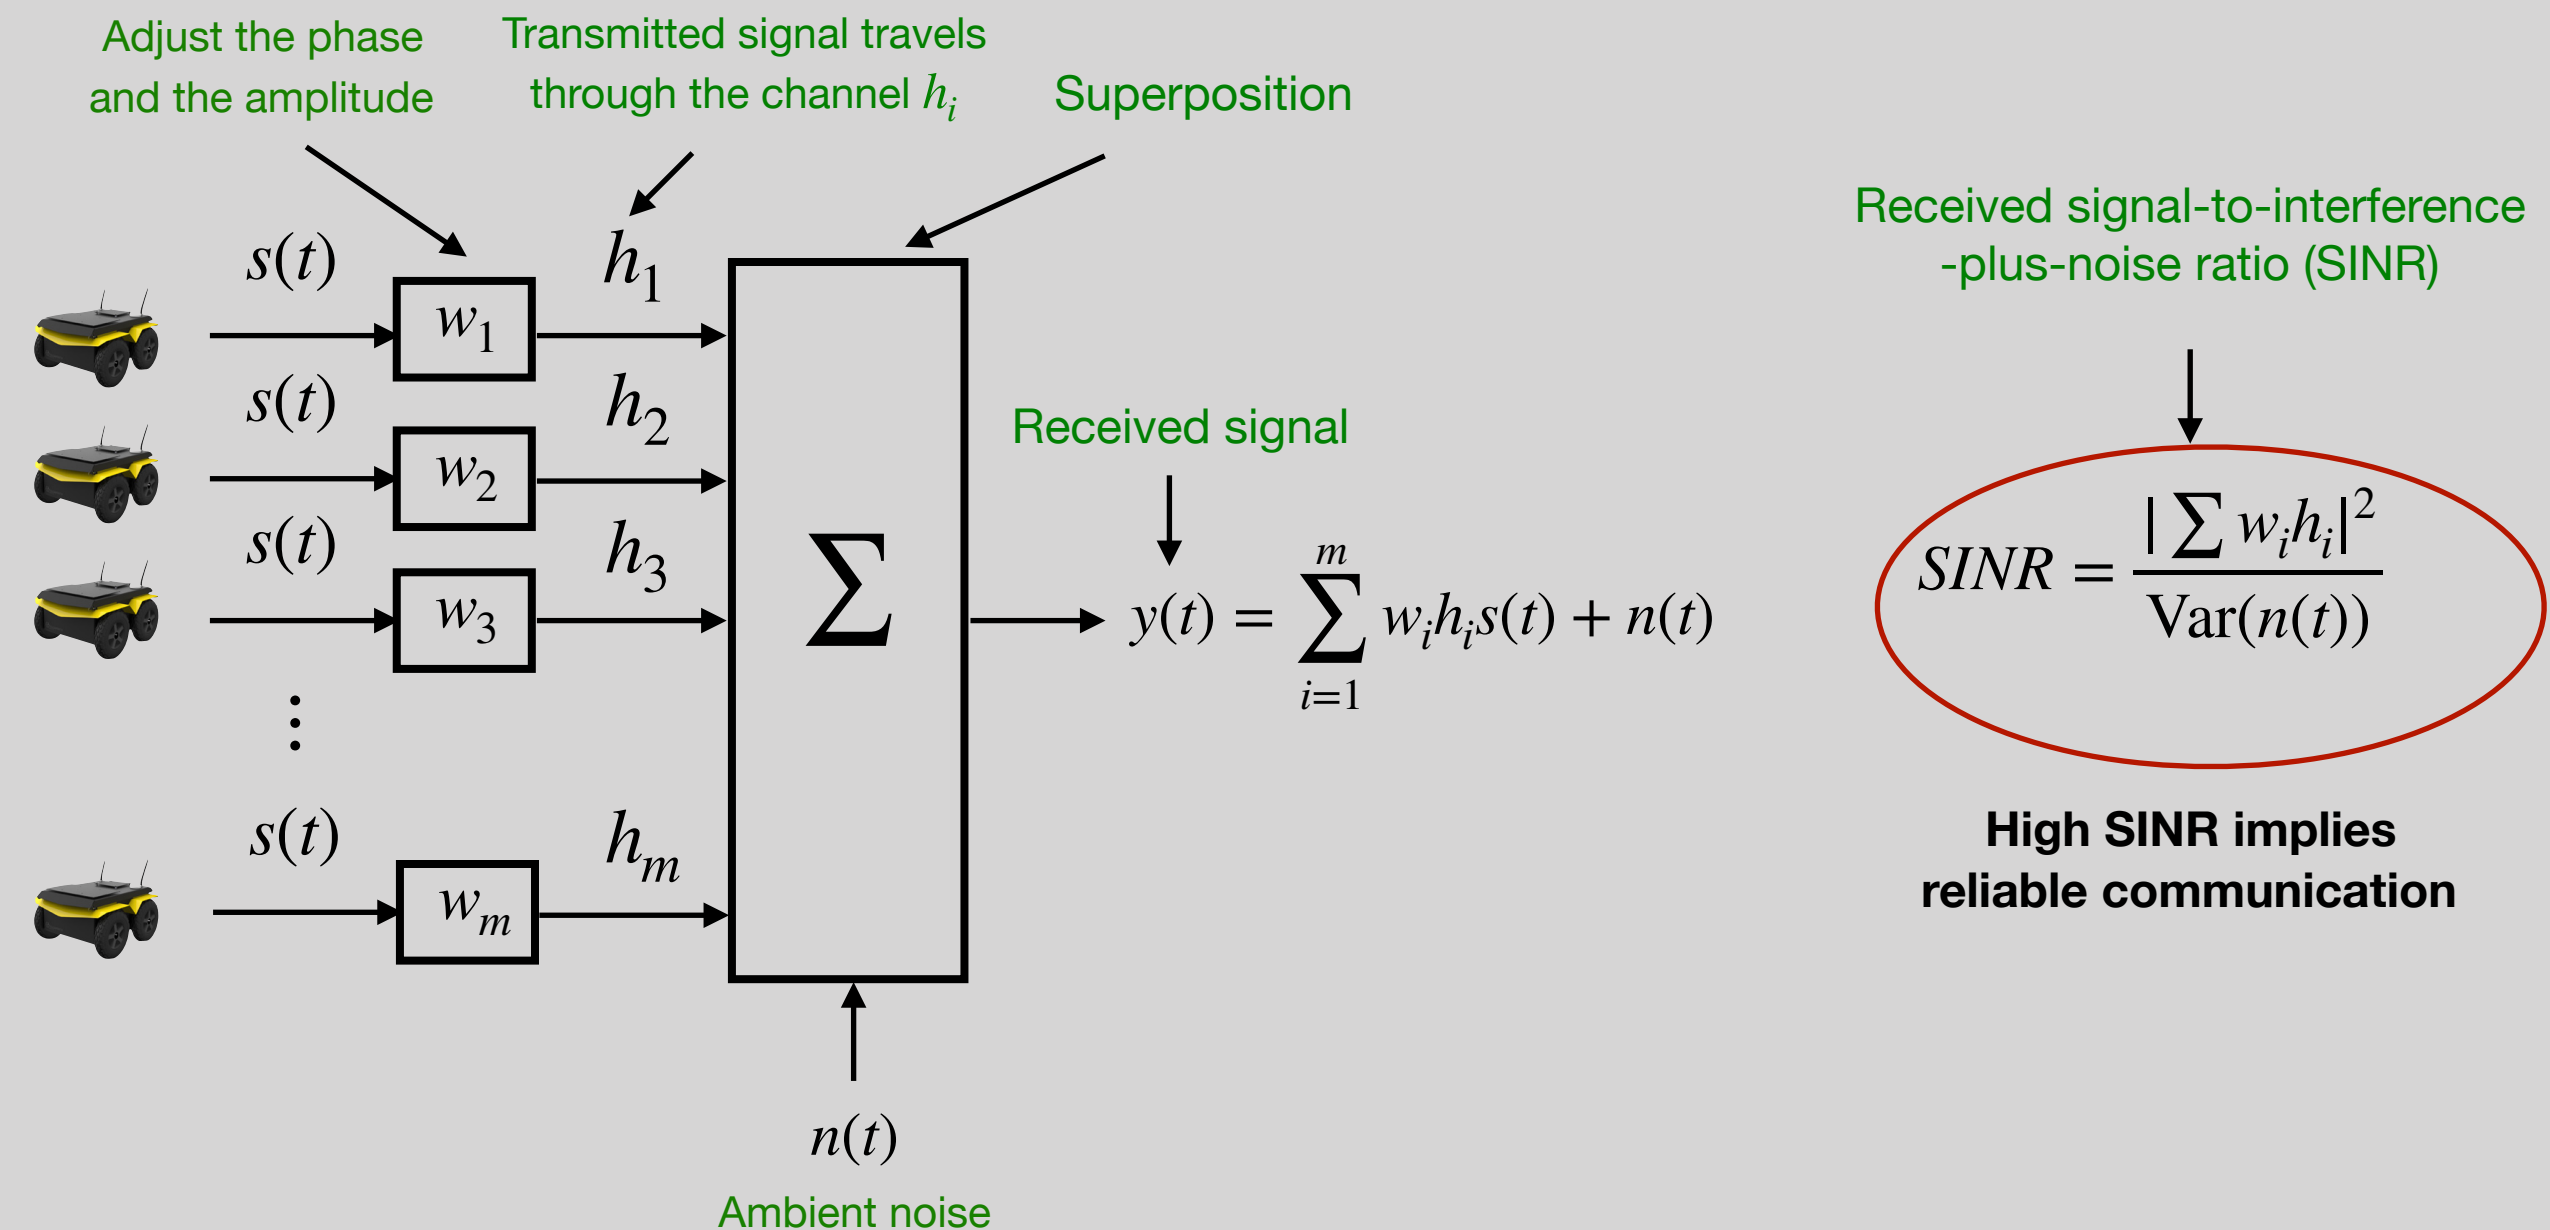 Adjust the phase
and the amplitude
Transmitted signal travels
through the channel h_i
Superposition
Received signal-to-interference
-plus-noise ratio (SINR)
s(t)
w_1
h_1
s(t)
w_2
h_2
s(t)
w_3
h_3
⋮
s(t)
w_m
h_m
∑
Received signal
y(t) = ∑_{i=1}^{m} w_i h_i s(t) + n(t)
SINR = |∑ w_i h_i|^2 / Var(n(t))
High SINR implies
reliable communication
n(t)
Ambient noise